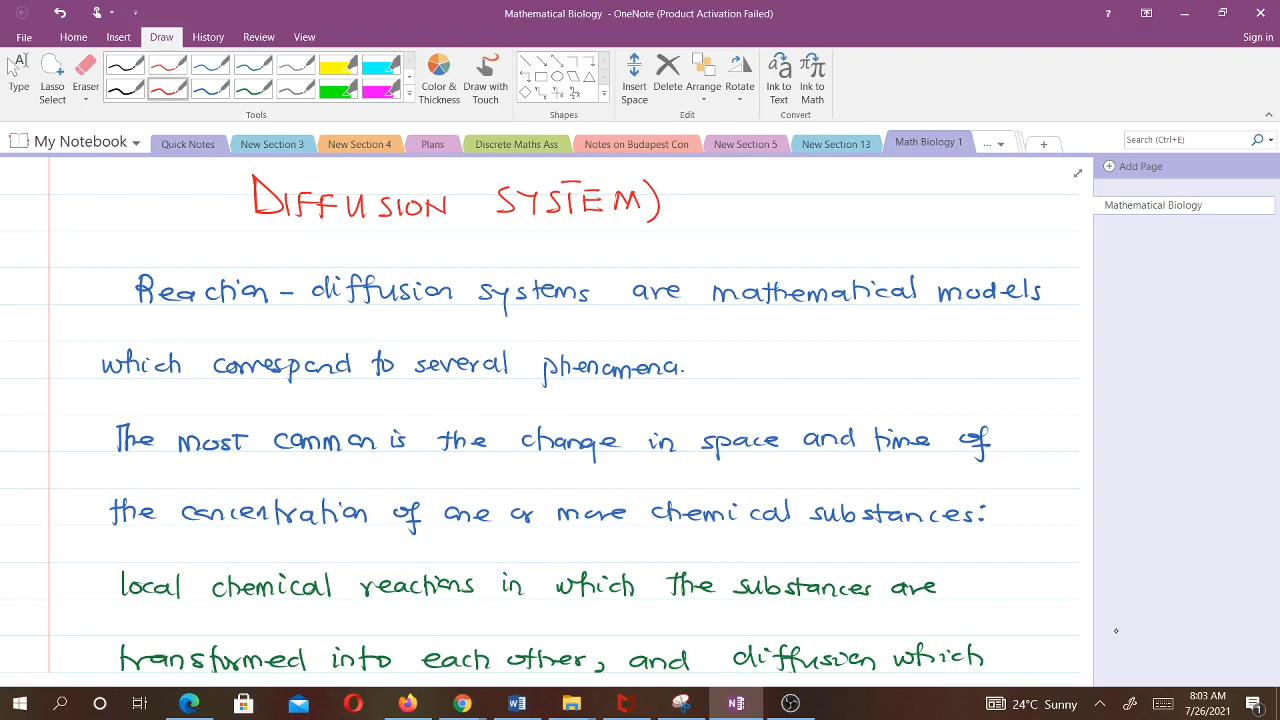 Mathematical Biology - OneNote (Product Activation Failed)
Sign in
File Home Insert Draw History Review View
Type Lasso Select Eraser Color & Thickness Draw with Touch Insert Space Delete Arrange Rotate Ink to Text Ink to Math
Tools Shapes Edit Convert
My Notebook Quick Notes New Section 3 New Section 4 Plans Discrete Maths Ass Notes on Budapest Con New Section 5 New Section 13 Math Biology 1 ... Search (Ctrl+E)
Add Page
Mathematical Biology
DIFFUSION SYSTEM)
Reaction - diffusion systems are mathematical models
which correspond to several phenomena.
The most common is the change in space and time of
the concentration of one or more chemical substances:
local chemical reactions in which the substances are
transformed into each other, and diffusion which
24°C Sunny
8:03 AM
7/26/2021